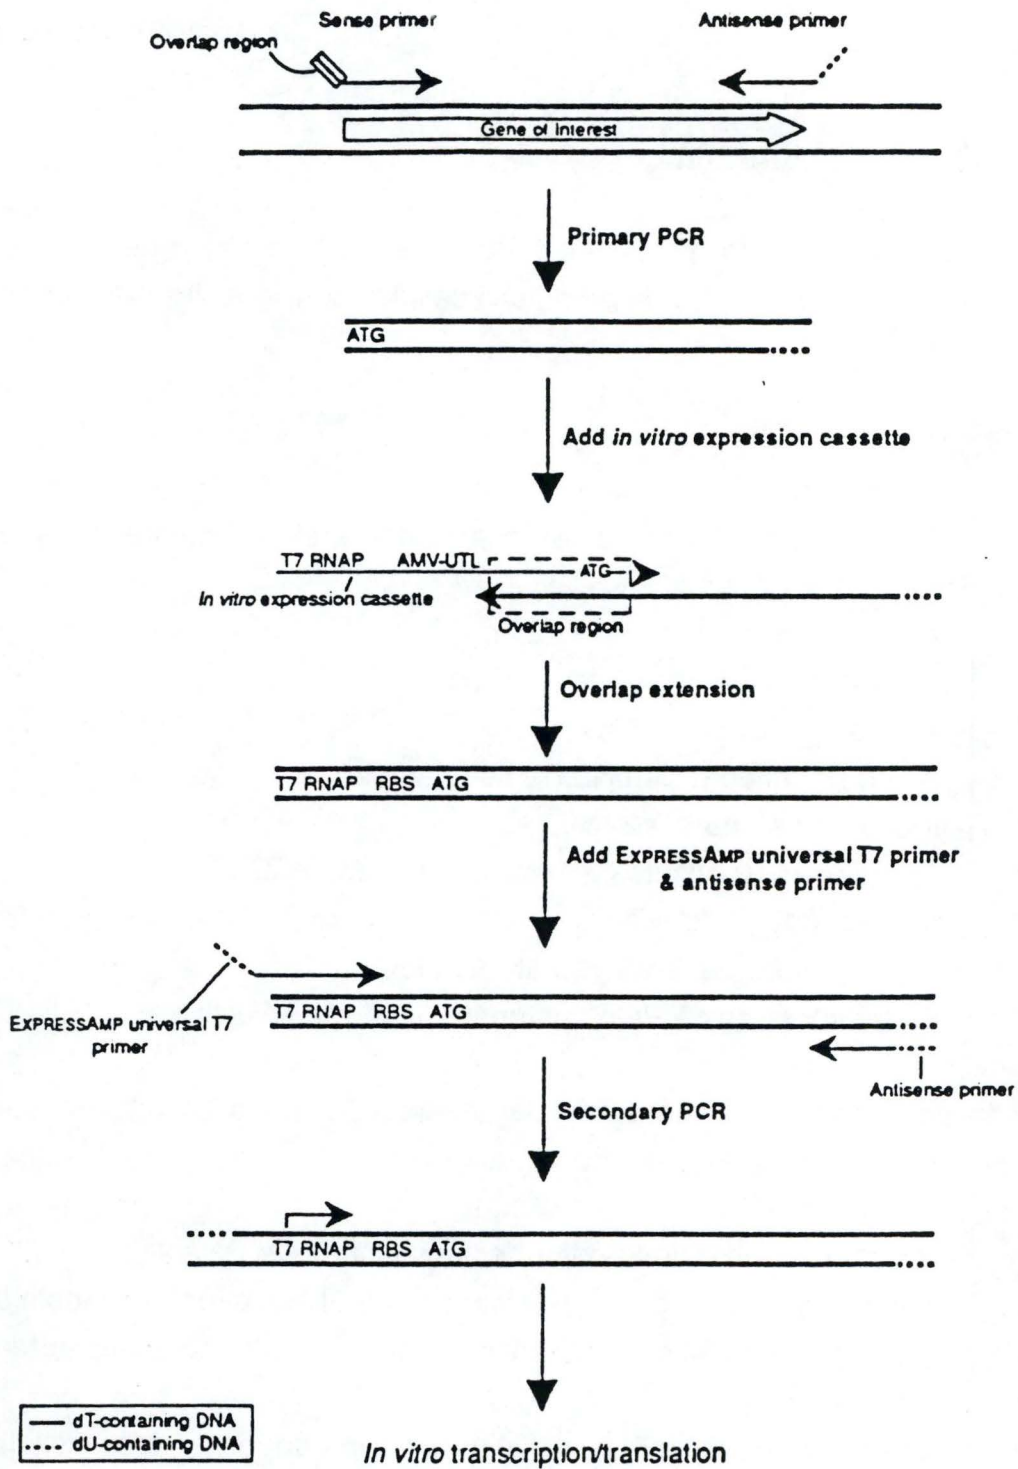 Sense primer
Antisense primer
Overlap region
Gene of Interest
Primary PCR
ATG
Add in vitro expression cassette
T7 RNAP AMV-UTL
ATG
In vitro expression cassette
Overlap region
Overlap extension
T7 RNAP RBS ATG
Add EXPRESSAMP universal T7 primer
& antisense primer
T7 RNAP RBS ATG
EXPRESSAMP universal T7
primer
Antisense primer
Secondary PCR
T7 RNAP RBS ATG
dT-containing DNA
dU-containing DNA
In vitro transcription/translation